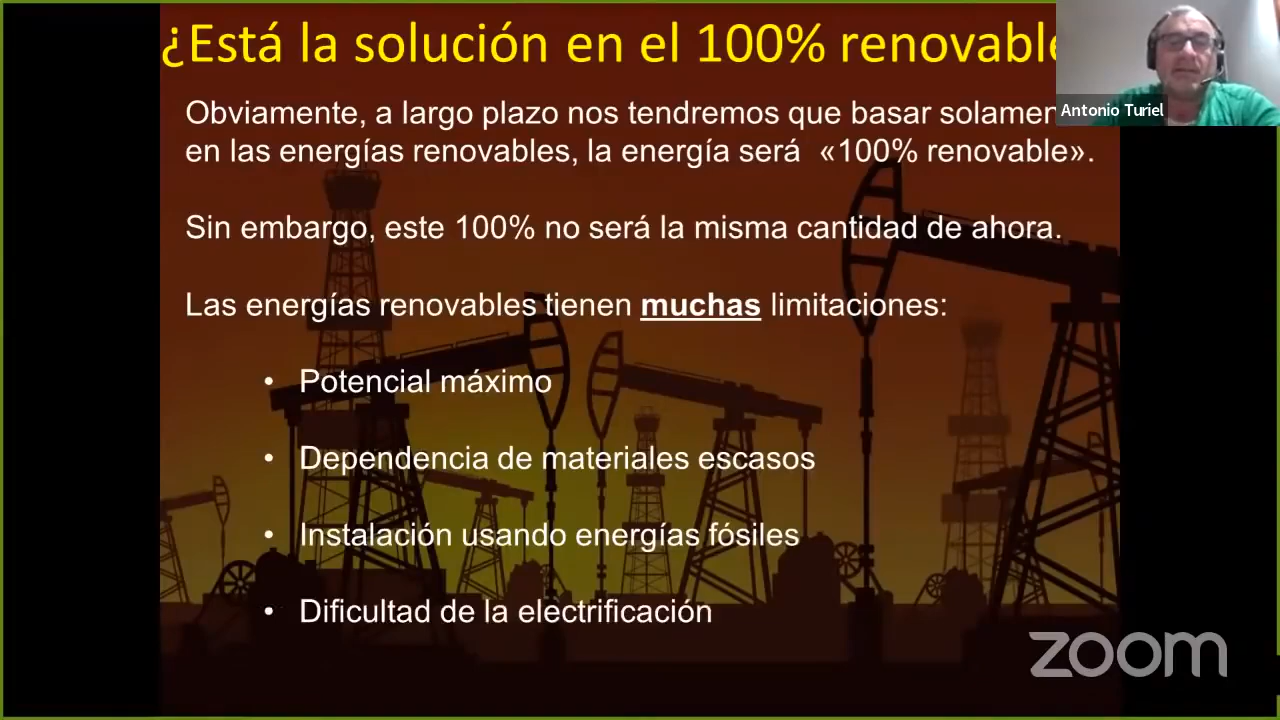 ¿Está la solución en el 100% renovable
Antonio Turiel
Obviamente, a largo plazo nos tendremos que basar solamen
en las energías renovables, la energía será «100% renovable».
Sin embargo, este 100% no será la misma cantidad de ahora.
Las energías renovables tienen muchas limitaciones:
• Potencial máximo
• Dependencia de materiales escasos
• Instalación usando energías fósiles
• Dificultad de la electrificación
zoom